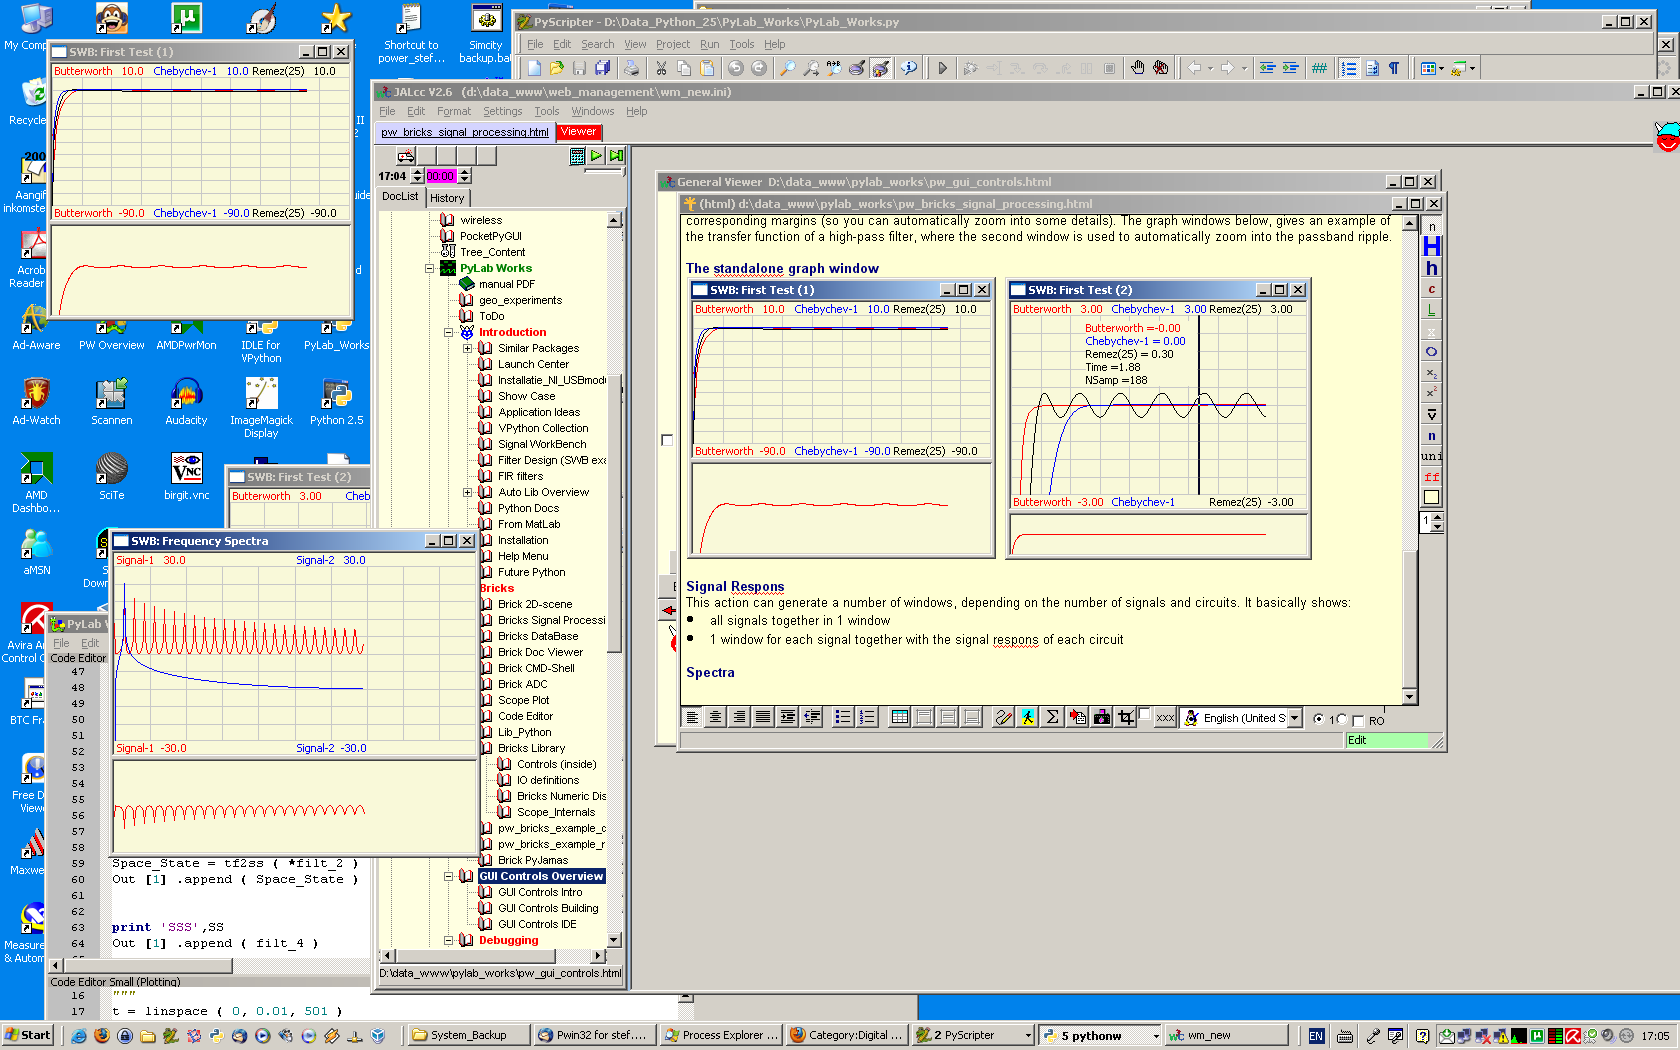 My Comp
Shortcut to
power_stef...
Simcity
backup.bal
Recycle
Aangif
inkomste
Acrob
Reader
Ad-Aware
PW Overview
AMDPwrMon
IDLE for
VPython
PyLab_Works
Ad-Watch
Scannen
Audacity
ImageMagick
Display
Python 2.5
AMD
Dashbo...
SciTe
birgit.vnc
aMSN
Down
Avira An
Control C
BTC Fr
Free D
View
Maxwe
Measure
& Autom
SWB: First Test (1)
Butterworth 10.0 Chebychev-1 10.0 Remez(25) 10.0
Butterworth -90.0 Chebychev-1 -90.0 Remez(25) -90.0
SWB: First Test (2)
Butterworth 3.00 Cheb
SWB: Frequency Spectra
Signal-1 30.0 Signal-2 30.0
Signal-1 -30.0 Signal-2 -30.0
PyLab W
File Edit
Code Editor
47
48
49
50
51
52
53
54
55
56
57
58
59 Space_State = tf2ss ( *filt_2 )
60 Out [1] .append ( Space_State )
61
62
63 print 'SSS',SS
64 Out [1] .append ( filt_4 )
Code Editor Small (Plotting)
16 """
17 t = linspace ( 0, 0.01, 501 )
PyScripter - D:\Data_Python_25\PyLab_Works\PyLab_Works.py
File Edit Search View Project Run Tools Help
JALcc V2.6 (d:\data_www\web_management\wm_new.ini)
File Edit Format Settings Tools Windows Help
pw_bricks_signal_processing.html Viewer
17:04 00:00
DocList History
wireless
PocketPyGUI
Tree_Content
PyLab Works
manual PDF
geo_experiments
ToDo
Introduction
Similar Packages
Launch Center
Installatie_NI_USBmodu
Show Case
Application Ideas
VPython Collection
Signal WorkBench
Filter Design (SWB exa
FIR filters
Auto Lib Overview
Python Docs
From MatLab
Installation
Help Menu
Future Python
Bricks
Brick 2D-scene
Bricks Signal Processi
Bricks DataBase
Brick Doc Viewer
Brick CMD-Shell
Brick ADC
Scope Plot
Code Editor
Lib_Python
Bricks Library
Controls (inside)
IO definitions
Bricks Numeric Dis
Scope_Internals
pw_bricks_example_c
pw_bricks_example_r
Brick PyJamas
GUI Controls Overview
GUI Controls Intro
GUI Controls Building
GUI Controls IDE
Debugging
D:\data_www\pylab_works\pw_gui_controls.html
General Viewer D:\data_www\pylab_works\pw_gui_controls.html
(html) d:\data_www\pylab_works\pw_bricks_signal_processing.html
corresponding margins (so you can automatically zoom into some details). The graph windows below, gives an example of
the transfer function of a high-pass filter, where the second window is used to automatically zoom into the passband ripple.
The standalone graph window
SWB: First Test (1)
Butterworth 10.0 Chebychev-1 10.0 Remez(25) 10.0
Butterworth -90.0 Chebychev-1 -90.0 Remez(25) -90.0
SWB: First Test (2)
Butterworth 3.00 Chebychev-1 3.00 Remez(25) 3.00
Butterworth =-0.00
Chebychev-1 = 0.00
Remez(25) = 0.30
Time =1.88
NSamp =188
Butterworth -3.00 Chebychev-1 Remez(25) -3.00
Signal Respons
This action can generate a number of windows, depending on the number of signals and circuits. It basically shows:
• all signals together in 1 window
• 1 window for each signal together with the signal respons of each circuit
Spectra
n
H
h
c
L
x
O
x₂
x²
v
n
uni
ff
1
xxx English (United S 1 RO
Edit
Start System_Backup Pwin32 for stef.... Process Explorer ... Category:Digital ... 2 PyScripter 5 pythonw wm_new EN 17:05